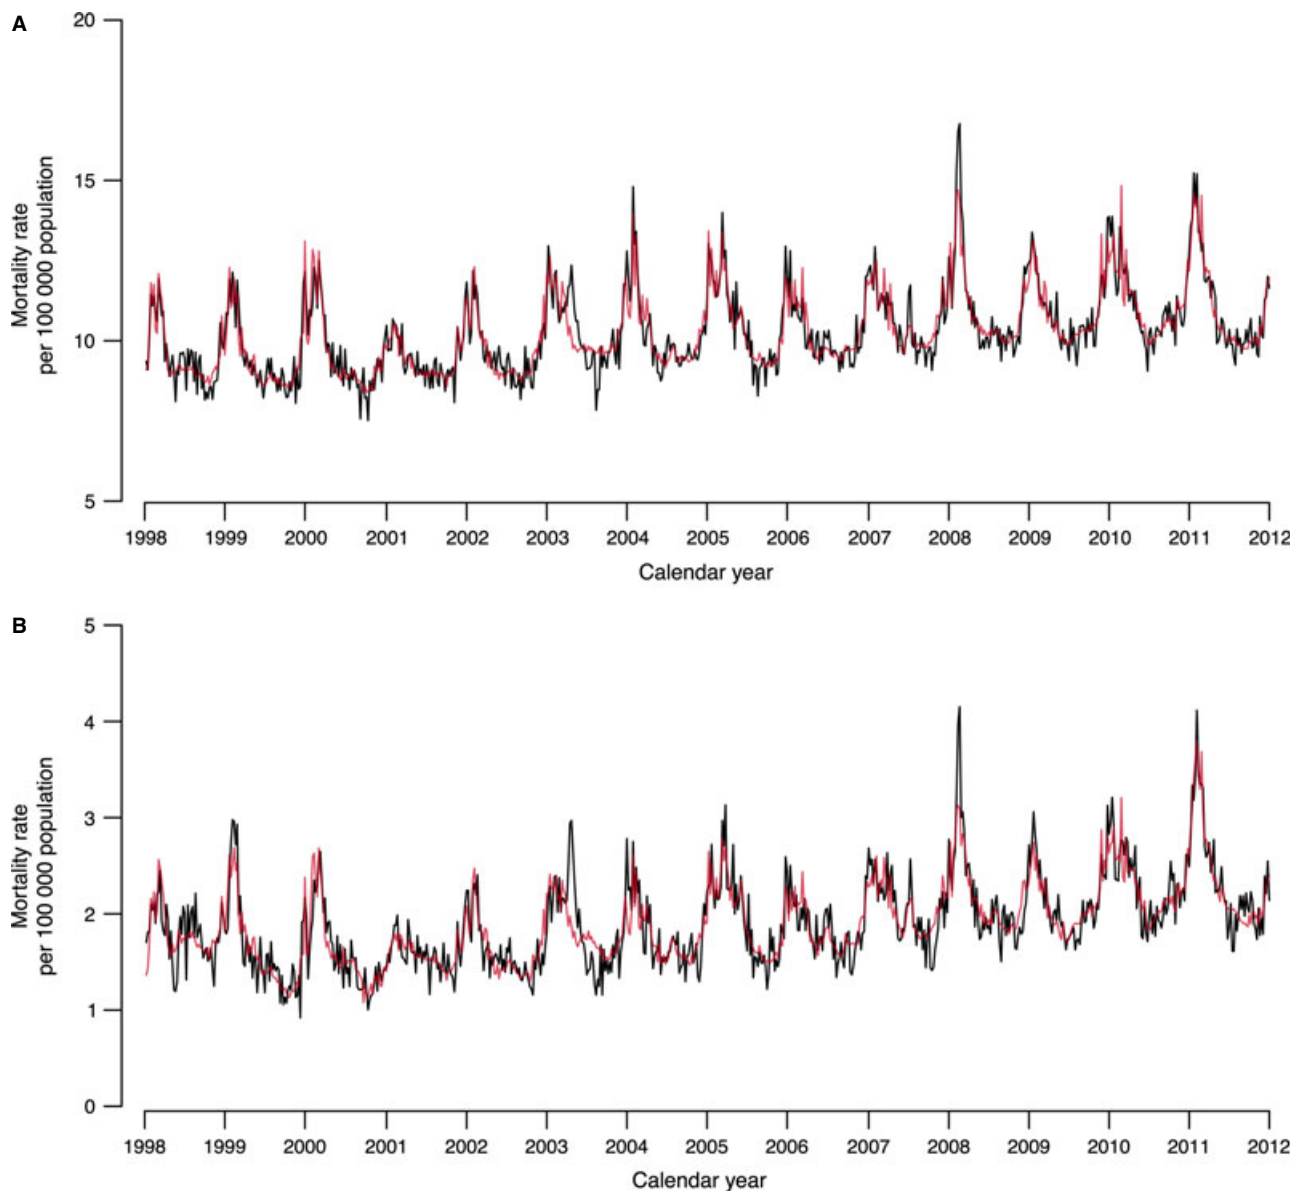 A
20
15
10
5
Mortality rate
per 100 000 population
1998 1999 2000 2001 2002 2003 2004 2005 2006 2007 2008 2009 2010 2011 2012
Calendar year
B
5
4
3
2
1
0
Mortality rate
per 100 000 population
1998 1999 2000 2001 2002 2003 2004 2005 2006 2007 2008 2009 2010 2011 2012
Calendar year